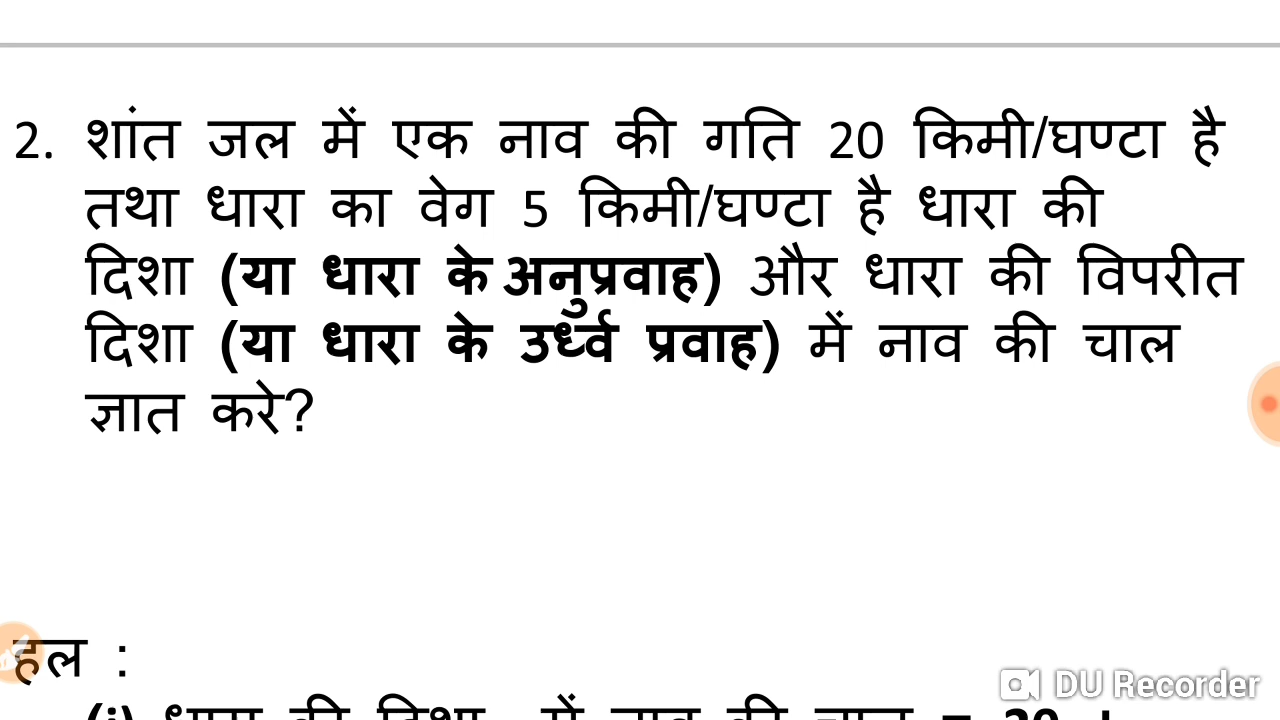 2. शांत जल में एक नाव की गति 20 किमी/घण्टा है
तथा धारा का वेग 5 किमी/घण्टा है धारा की
दिशा (या धारा के अनुप्रवाह) और धारा की विपरीत
दिशा (या धारा के उर्ध्व प्रवाह) में नाव की चाल
ज्ञात करे?
हल :
(i) धारा की दिशा में नाव की चाल = 20 +
DU Recorder